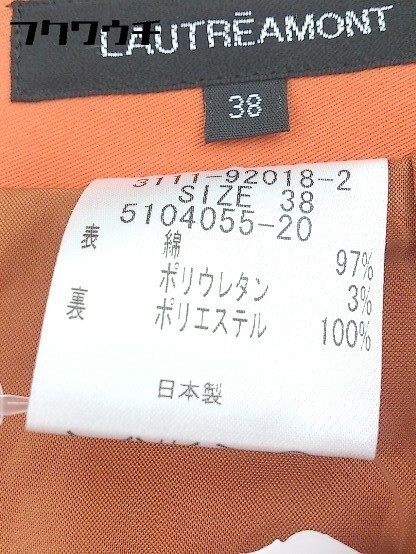 フクワウチ
LAUTRĒAMONT
38
3111-92018-2
SIZE 38
5104055-20
表 綿 97%
ポリウレタン 3%
裏 ポリエステル 100%
日本製